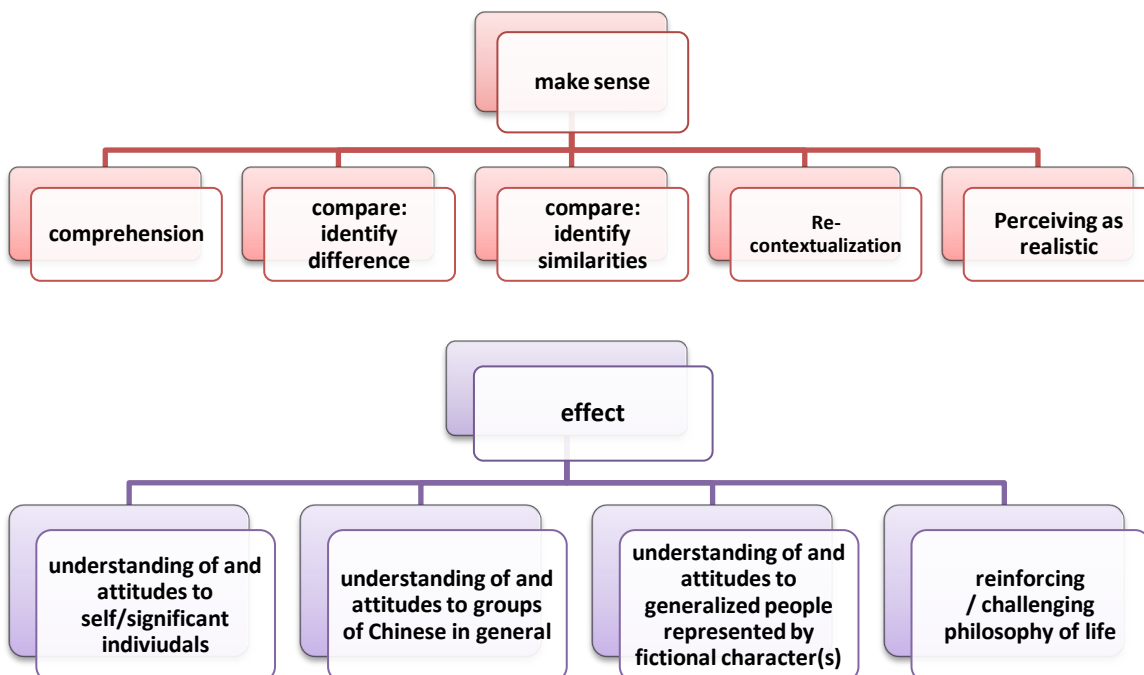 make sense
comprehension
compare:
identify
difference
compare:
identify
similarities
Re-
contextualization
Perceiving as
realistic
effect
understanding of and
attitudes to
self/significant
indiviudals
understanding of and
attitudes to groups
of Chinese in general
understanding of and
attitudes to
generalized people
represented by
fictional character(s)
reinforcing
/ challenging
philosophy of life